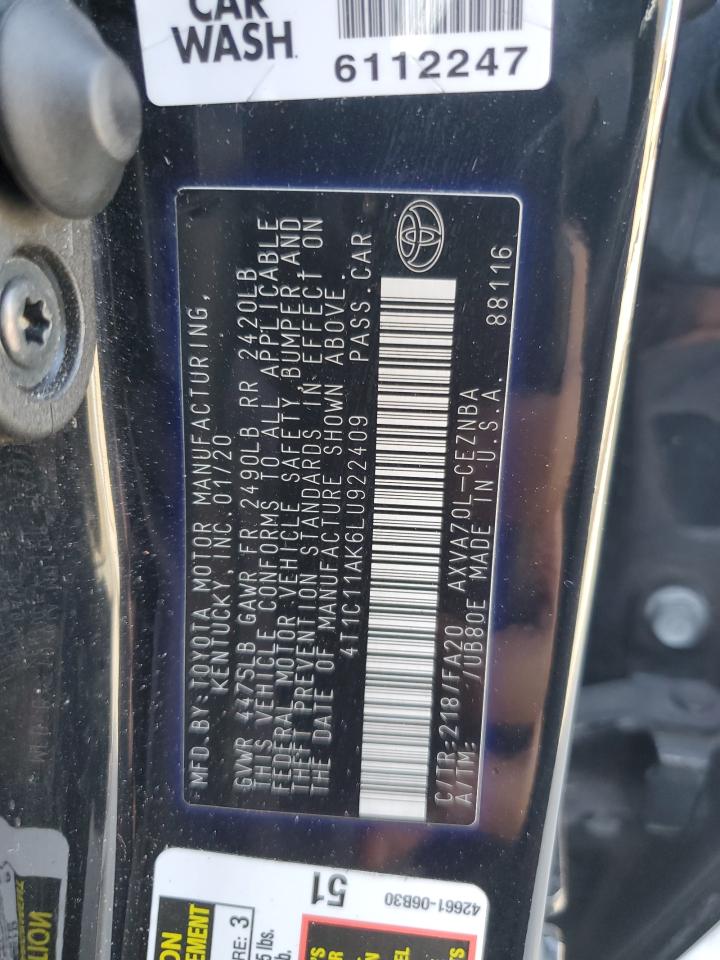 CAR
WASH
6112247
MFD. BY: TOYOTA MOTOR MANUFACTURING,
KENTUCKY, INC. 01/20
GVWR 4475LB GAWR FR 2490LB RR 2420LB
THIS VEHICLE CONFORMS TO ALL APPLICABLE
FEDERAL MOTOR VEHICLE SAFETY, BUMPER, AND
THEFT PREVENTION STANDARDS IN EFFECT ON
THE DATE OF MANUFACTURE SHOWN ABOVE.
4T1C11AK6LU922409 PASS. CAR
C/TR:218/FA20 AXVA70L-CEZNBA
A/TM: /UB80E MADE IN U.S.A. 88116
51
42661-06B30